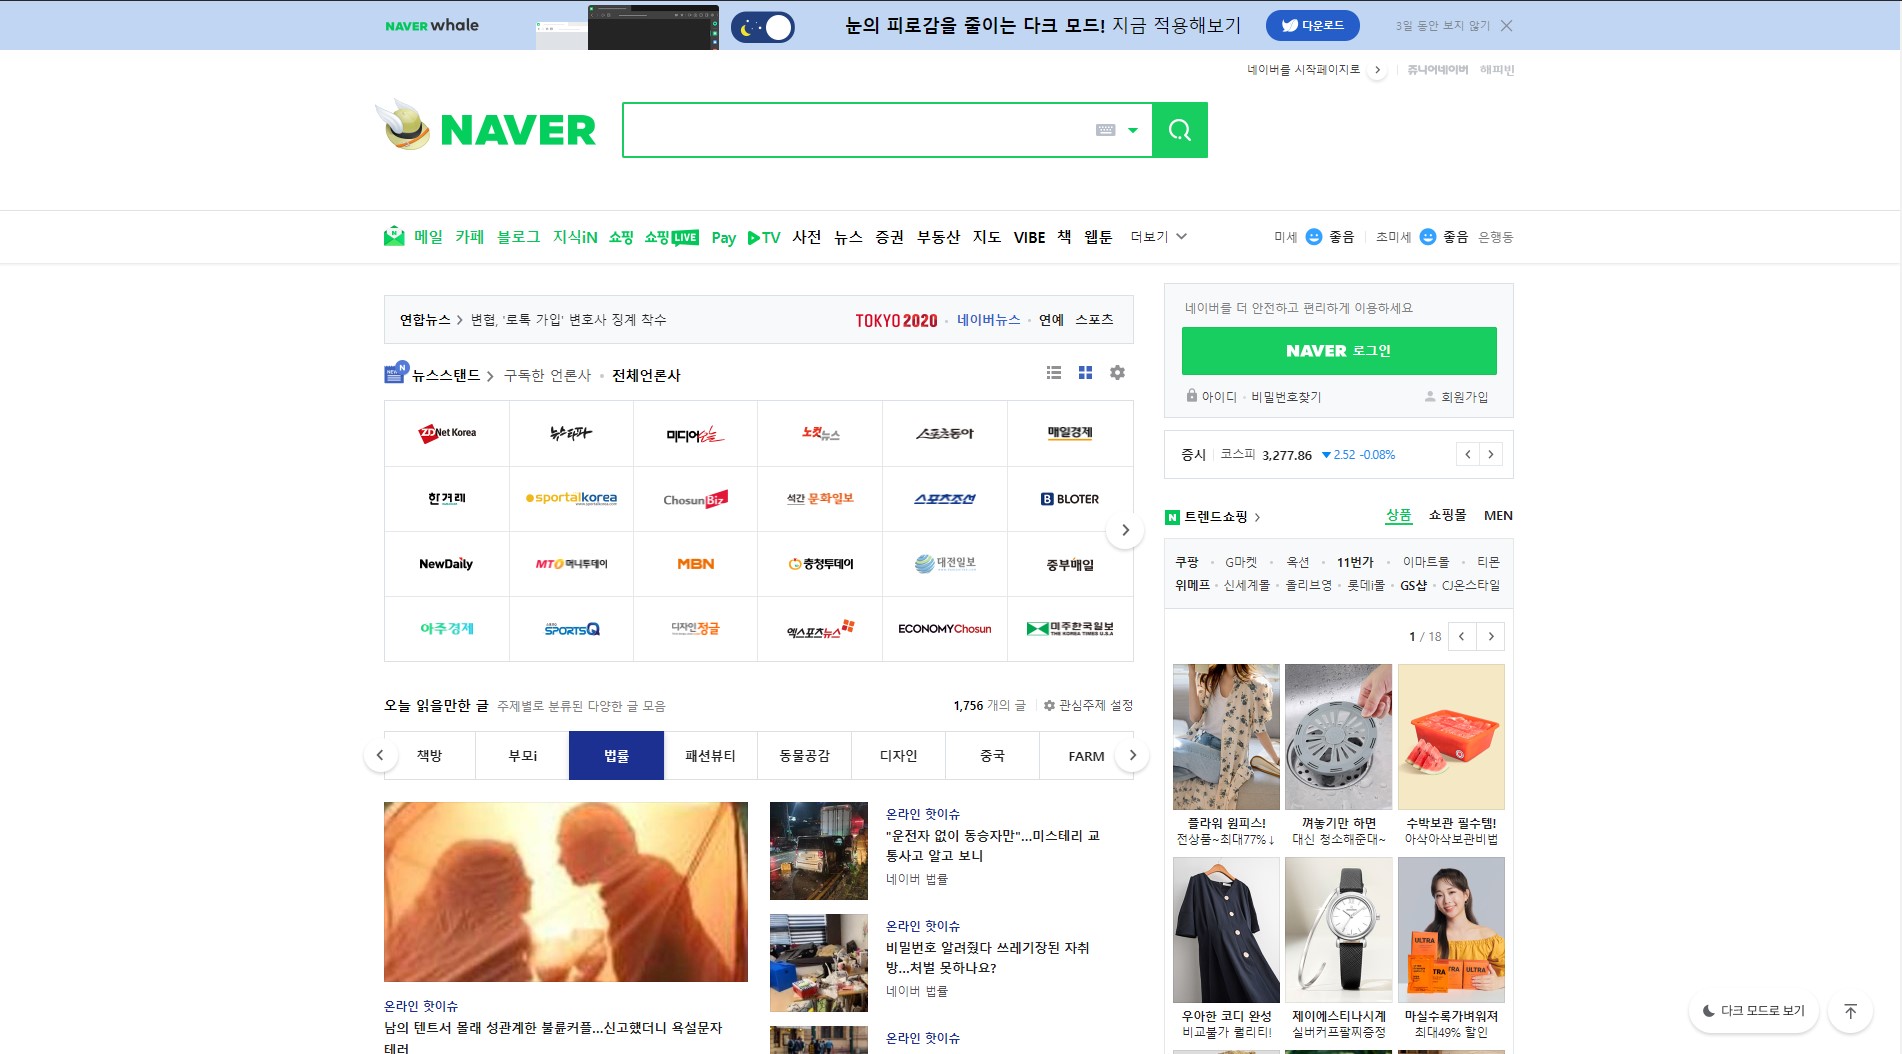 NAVER whale
눈의 피로감을 줄이는 다크 모드! 지금 적용해보기
다운로드
3일 동안 보지 않기
네이버를 시작페이지로
쥬니어네이버 해피빈
NAVER
메일 카페 블로그 지식iN 쇼핑 쇼핑LIVE Pay TV 사전 뉴스 증권 부동산 지도 VIBE 책 웹툰 더보기
미세 좋음 초미세 좋음 은행동
연합뉴스 > 변협, '로톡 가입' 변호사 징계 착수
TOKYO 2020 · 네이버뉴스 · 연예 스포츠
네이버를 더 안전하고 편리하게 이용하세요
NAVER 로그인
아이디 · 비밀번호찾기
회원가입
NEW N
뉴스스탠드 > 구독한 언론사 · 전체언론사
ZDNet Korea 뉴스타파 미디어오늘 노컷뉴스 스포츠동아 매일경제
한겨레 sportalkorea ChosunBiz 석간 문화일보 스포츠조선 BLOTER
NewDaily MT머니투데이 MBN 충청투데이 대전일보 중부매일
아주경제 SPORTSQ 디자인정글 엑스포츠뉴스 ECONOMYChosun 미주한국일보
THE KOREA TIMES U.S.A
증시 코스피 3,277.86 ▼2.52 -0.08%
N 트렌드쇼핑 >
상품 쇼핑몰 MEN
쿠팡 · G마켓 · 옥션 · 11번가 · 이마트몰 · 티몬
위메프 · 신세계몰 · 올리브영 · 롯데i몰 · GS샵 · CJ온스타일
1 / 18
플라워 원피스!
전상품~최대77%↓
껴놓기만 하면
대신 청소해준대~
수박보관 필수템!
아삭아삭보관비법
ULTRA
TRA
ULTRA
우아한 코디 완성
비교불가 퀄리티!
제이에스티나시계
실버커프팔찌증정
마실수록가벼워져
최대49% 할인
오늘 읽을만한 글 주제별로 분류된 다양한 글 모음
1,756 개의 글
관심주제 설정
책방 부모i 법률 패션뷰티 동물공감 디자인 중국 FARM
온라인 핫이슈
남의 텐트서 몰래 성관계한 불륜커플...신고했더니 욕설문자
테러
온라인 핫이슈
"운전자 없이 동승자만"...미스테리 교
통사고 알고 보니
네이버 법률
온라인 핫이슈
비밀번호 알려줬다 쓰레기장된 자취
방...처벌 못하나요?
네이버 법률
온라인 핫이슈
다크 모드로 보기